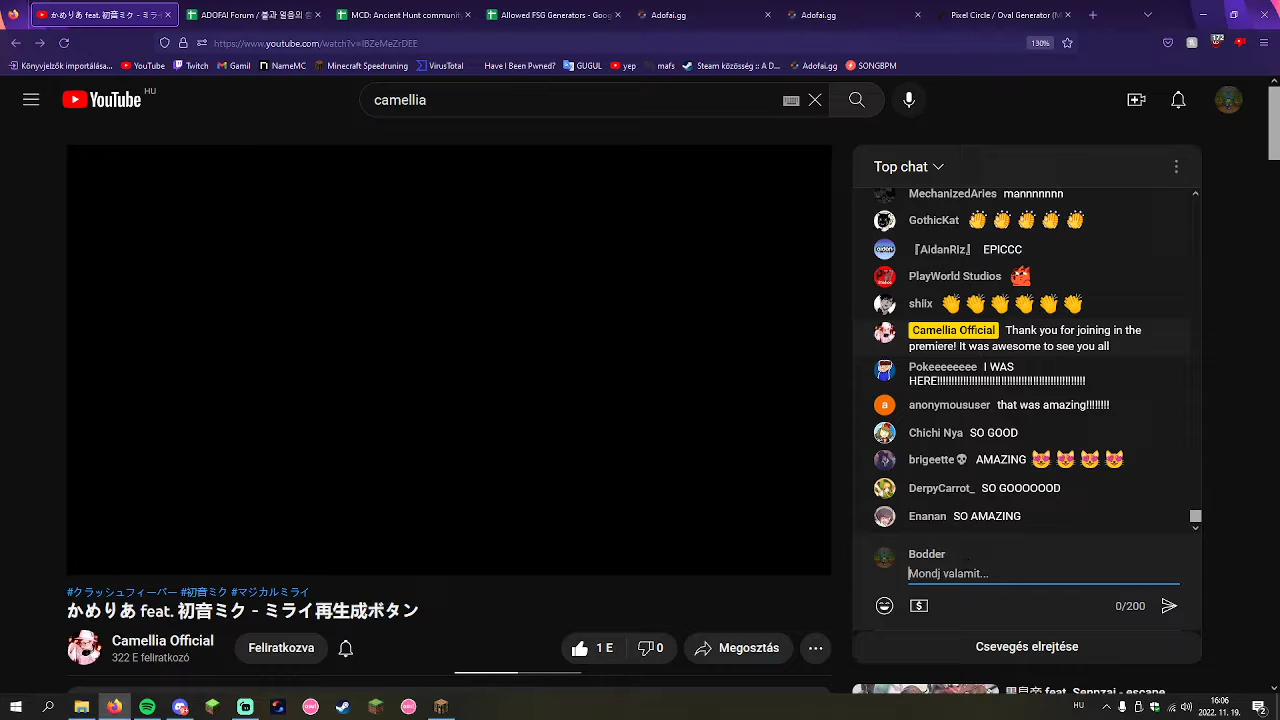 かめりあ feat. 初音ミク - ミライ
ADOFAI Forum / 불과 얼음의
MCD: Ancient Hunt communit
Allowed FSG Generators - Goog
Adofai.gg
Adofai.gg
Pixel Circle / Oval Generator (M
https://www.youtube.com/watch?v=IBZeMeZrDEE
130%
Könyvjelzők importálása...
YouTube
Twitch
Gamil
NameMC
Minecraft Speedruning
VirusTotal
Have I Been Pwned?
GUGUL
yep
mafs
Steam közösség :: A D...
Adofai.gg
SONGBPM
YouTube HU
camellia
Top chat
MechanizedAries mannnnnnn
GothicKat 👏👏👏👏👏
『AldanRIz』 EPICCC
PlayWorld Studios
shlix 👏👏👏👏👏👏
Camellia Official Thank you for joining in the
premiere! It was awesome to see you all
Pokeeeeeeee I WAS
HERE!!!!!!!!!!!!!!!!!!!!!!!!!!!!!!!!!!!!!!!!!!
anonymoususer that was amazing!!!!!!!!
Chichi Nya SO GOOD
brigeette💀 AMAZING 😻😻😻😻
DerpyCarrot_ SO GOOOOOOD
Enanan SO AMAZING
Bodder
Mondj valamit...
0/200
Csevegés elrejtése
#クラッシュフィーバー #初音ミク #マジカルミライ
かめりあ feat. 初音ミク - ミライ再生成ボタン
Camellia Official
322 E feliratkozó
Feliratkozva
1 E
0
Megosztás
feat. Sennzai - escape
HU
16:06
2022. 11. 19.